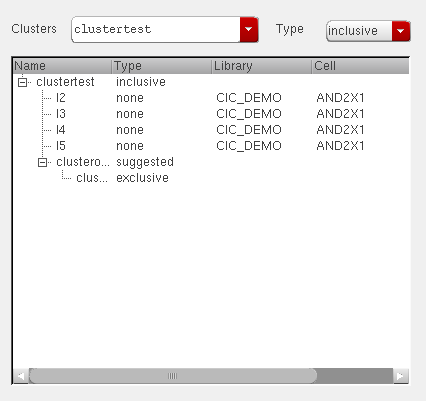 Clusters clustertest Type inclusive
Name Type Library Cell
clustertest inclusive
I2 none CIC_DEMO AND2X1
I3 none CIC_DEMO AND2X1
I4 none CIC_DEMO AND2X1
I5 none CIC_DEMO AND2X1
clustero... suggested
clus... exclusive